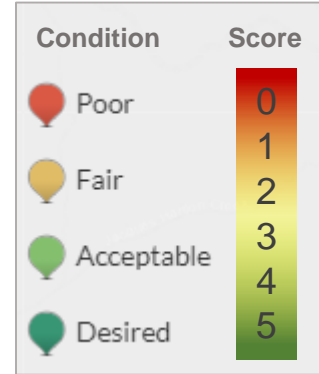 Condition Score
Poor
0
1
Fair
2
3
Acceptable
4
Desired
5